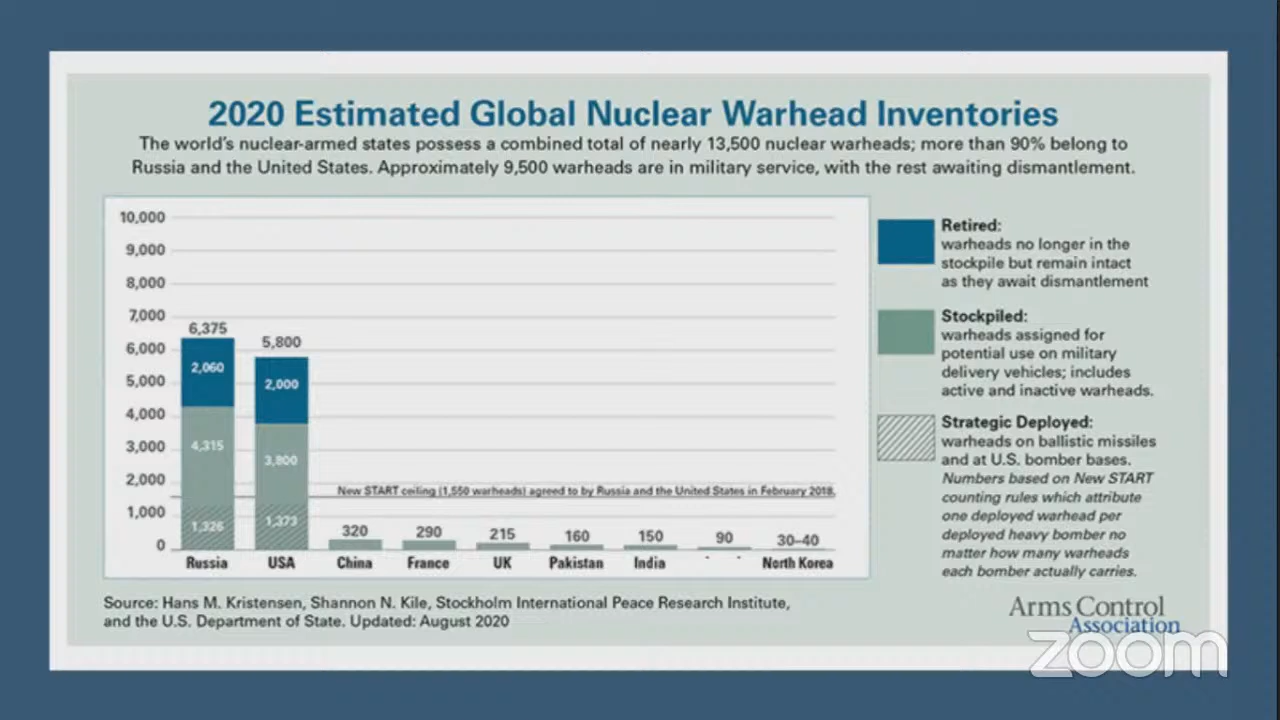 2020 Estimated Global Nuclear Warhead Inventories
The world's nuclear-armed states possess a combined total of nearly 13,500 nuclear warheads; more than 90% belong to
Russia and the United States. Approximately 9,500 warheads are in military service, with the rest awaiting dismantlement.
10,000
9,000
8,000
7,000
6,000
5,000
4,000
3,000
2,000
1,000
0
6,375
2,060
4,315
1,326
5,800
2,000
3,800
1,373
New START ceiling (1,550 warheads) agreed to by Russia and the United States in February 2018.
320
290
215
160
150
90
30–40
Russia
USA
China
France
UK
Pakistan
India
North Korea
Retired:
warheads no longer in the
stockpile but remain intact
as they await dismantlement
Stockpiled:
warheads assigned for
potential use on military
delivery vehicles; includes
active and inactive warheads.
Strategic Deployed:
warheads on ballistic missiles
and at U.S. bomber bases.
Numbers based on New START
counting rules which attribute
one deployed warhead per
deployed heavy bomber no
matter how many warheads
each bomber actually carries.
Source: Hans M. Kristensen, Shannon N. Kile, Stockholm International Peace Research Institute,
and the U.S. Department of State. Updated: August 2020
Arms Control
Association
zoom